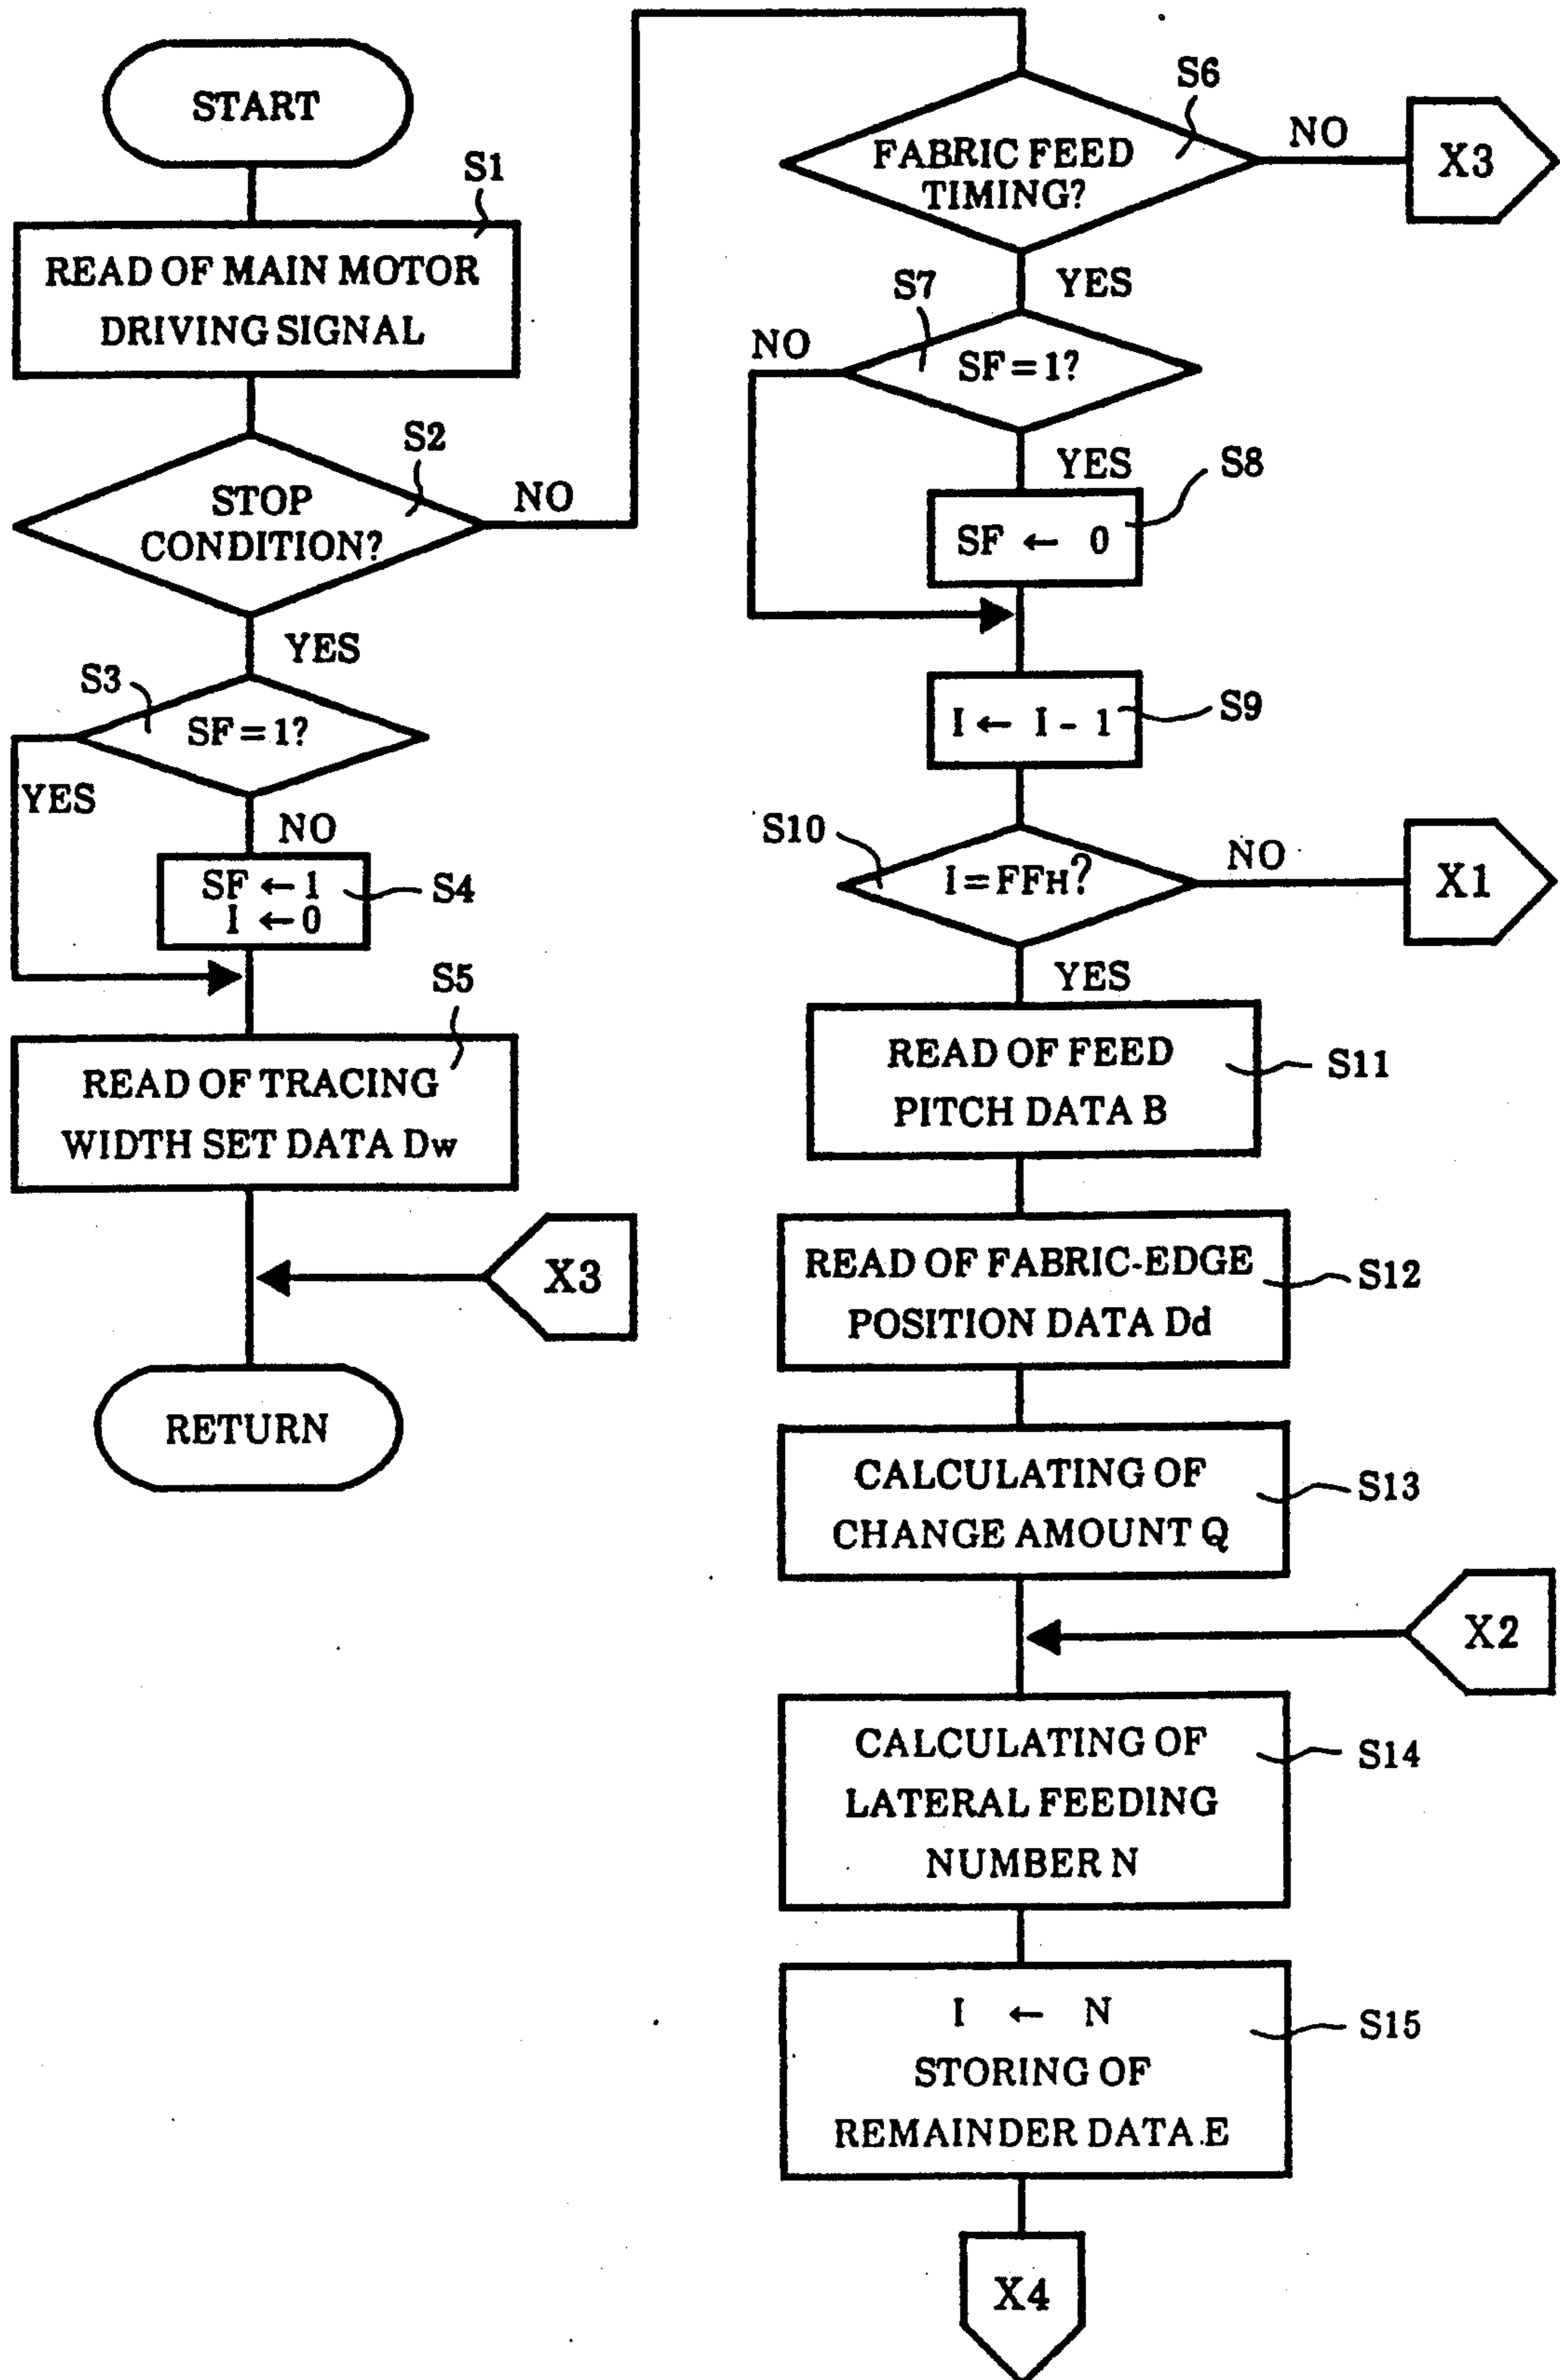 START
S1
READ OF MAIN MOTOR
DRIVING SIGNAL
S2
STOP
CONDITION?
NO
YES
S3
SF = 1?
YES
NO
SF ← 1
I ← 0
S4
S5
READ OF TRACING
WIDTH SET DATA Dw
X3
RETURN
S6
FABRIC FEED
TIMING?
NO
X3
YES
S7
NO
SF = 1?
YES
S8
SF ← 0
I ← I - 1
S9
S10
I = FFH?
NO
X1
YES
READ OF FEED
PITCH DATA B
S11
READ OF FABRIC-EDGE
POSITION DATA Dd
S12
CALCULATING OF
CHANGE AMOUNT Q
S13
X2
CALCULATING OF
LATERAL FEEDING
NUMBER N
S14
I ← N
STORING OF
REMAINDER DATA E
S15
X4